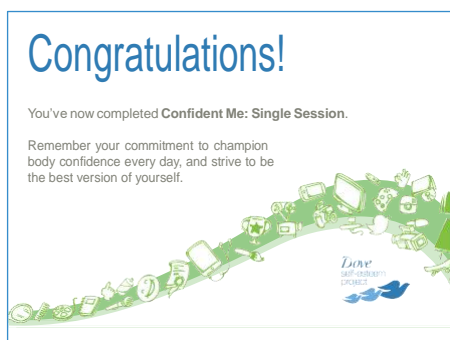 Congratulations!
You've now completed Confident Me: Single Session.
Remember your commitment to champion
body confidence every day, and strive to be
the best version of yourself.
Dove
self-esteem
project